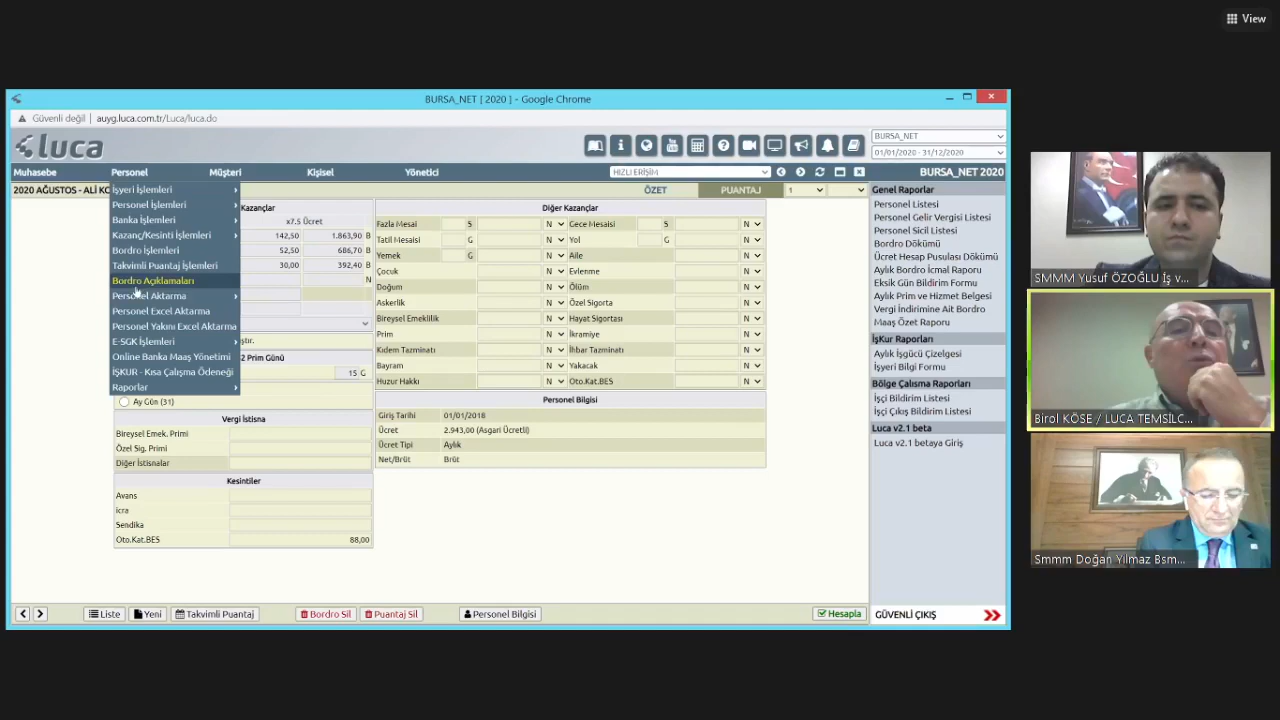 View
BURSA_NET [ 2020 ] - Google Chrome
Güvenli değil
auyg.luca.com.tr/Luca/luca.do
luca
BURSA_NET
01/01/2020 - 31/12/2020
Muhasebe
Personel
Müşteri
Kişisel
Yönetici
HIZLI ERİŞİM
BURSA_NET 2020
2020 AĞUSTOS - ALİ KO
ÖZET
PUANTAJ
1
İşyeri İşlemleri
Personel İşlemleri
Banka İşlemleri
Kazanç/Kesinti İşlemleri
Bordro İşlemleri
Takvimli Puantaj İşlemleri
Bordro Açıklamaları
Personel Aktarma
Personel Excel Aktarma
Personel Yakını Excel Aktarma
E-SGK İşlemleri
Online Banka Maaş Yönetimi
İŞKUR - Kısa Çalışma Ödeneği
Raporlar
Kazançlar
x7.5 Ücret
142,50 1.863,90 B
52,50 686,70 B
30,00 392,40 B
N
ştır.
2 Prim Günü
15 G
Ay Gün (31)
Vergi İstisna
Bireysel Emek. Primi
Özel Sig. Primi
Diğer İstisnalar
Kesintiler
Avans
icra
Sendika
Oto.Kat.BES 88,00
Diğer Kazançlar
Fazla Mesai S N Gece Mesaisi S N
Tatil Mesaisi G N Yol G N
Yemek G N Aile N
Çocuk N Evlenme N
Doğum N Ölüm N
Askerlik N Özel Sigorta N
Bireysel Emeklilik N Hayat Sigortası N
Prim N İkramiye N
Kıdem Tazminatı N İhbar Tazminatı N
Bayram N Yakacak N
Huzur Hakkı N Oto.Kat.BES N
Personel Bilgisi
Giriş Tarihi 01/01/2018
Ücret 2.943,00 (Asgari Ücretli)
Ücret Tipi Aylık
Net/Brüt Brüt
Genel Raporlar
Personel Listesi
Personel Gelir Vergisi Listesi
Personel Sicil Listesi
Bordro Dökümü
Ücret Hesap Pusulası Dökümü
Aylık Bordro İcmal Raporu
Eksik Gün Bildirim Formu
Aylık Prim ve Hizmet Belgesi
Vergi İndirimine Ait Bordro
Maaş Özet Raporu
İşKur Raporları
Aylık İşgücü Çizelgesi
İşyeri Bilgi Formu
Bölge Çalışma Raporları
İşçi Bildirim Listesi
İşçi Çıkış Bildirim Listesi
Luca v2.1 beta
Luca v2.1 betaya Giriş
Liste
Yeni
Takvimli Puantaj
Bordro Sil
Puantaj Sil
Personel Bilgisi
Hesapla
GÜVENLİ ÇIKIŞ
SMMM Yusuf ÖZOĞLU İş v...
Birol KÖSE / LUCA TEMSİLC...
Smmm Doğan Yılmaz Bsm...